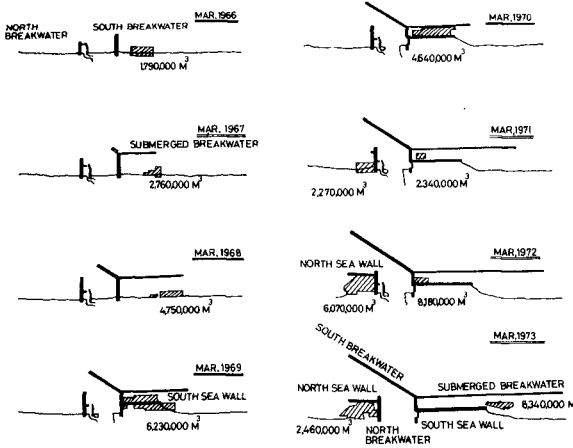 MAR, 1966
NORTH
BREAKWATER
SOUTH BREAKWATER
1,790,000 M³
MAR, 1967
SUBMERGED BREAKWATER
2,760,000 M³
MAR, 1968
4,750,000 M³
MAR, 1969
SOUTH SEA WALL
6,230,000 M³
MAR, 1970
4,640,000 M³
MAR, 1971
2,270,000 M³
2,340,000 M³
MAR, 1972
NORTH SEA WALL
6,070,000 M³
8,180,000 M³
MAR, 1973
SOUTH BREAKWATER
SUBMERGED BREAKWATER
NORTH SEA WALL
8,340,000 M³
2,460,000 M³
NORTH
BREAKWATER
SOUTH SEA WALL